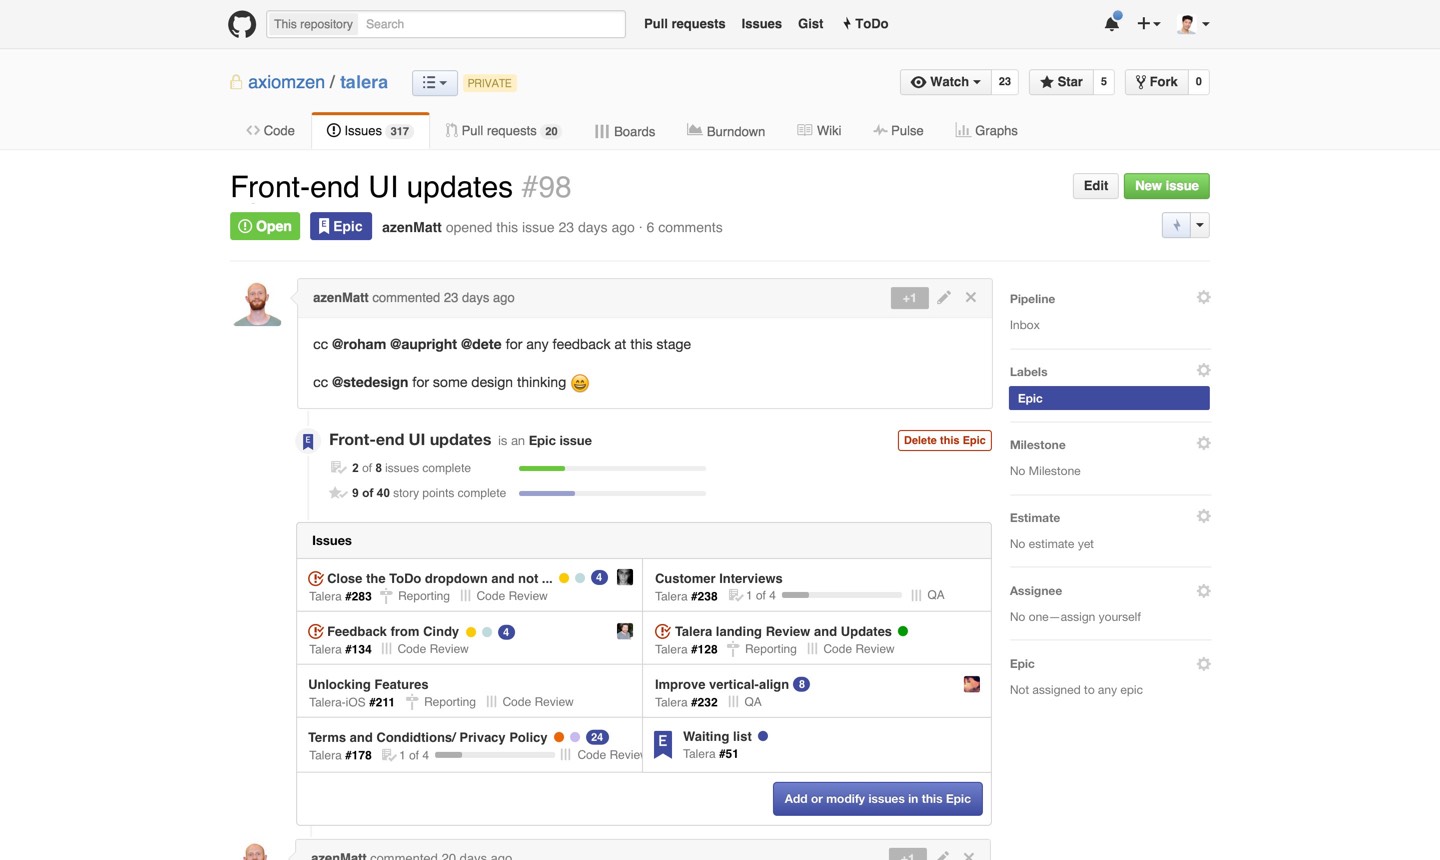 This repository Search Pull requests Issues Gist ToDo
axiomzen / talera PRIVATE Watch 23 Star 5 Fork 0
Code Issues 317 Pull requests 20 Boards Burndown Wiki Pulse Graphs
Front-end UI updates #98 Edit New issue
Open E Epic azenMatt opened this issue 23 days ago · 6 comments
azenMatt commented 23 days ago +1
cc @roham @aupright @dete for any feedback at this stage
cc @stedesign for some design thinking
E Front-end UI updates is an Epic issue Delete this Epic
2 of 8 issues complete
9 of 40 story points complete
Issues
Close the ToDo dropdown and not ... 4
Talera #283 Reporting Code Review
Customer Interviews
Talera #238 1 of 4 QA
Feedback from Cindy 4
Talera #134 Code Review
Talera landing Review and Updates
Talera #128 Reporting Code Review
Unlocking Features
Talera-iOS #211 Reporting Code Review
Improve vertical-align 8
Talera #232 QA
Terms and Condidtions/ Privacy Policy 24
Talera #178 1 of 4 Code Review
E Waiting list
Talera #51
Add or modify issues in this Epic
azenMatt commented 20 days ago +1
Pipeline
Inbox
Labels
Epic
Milestone
No Milestone
Estimate
No estimate yet
Assignee
No one—assign yourself
Epic
Not assigned to any epic